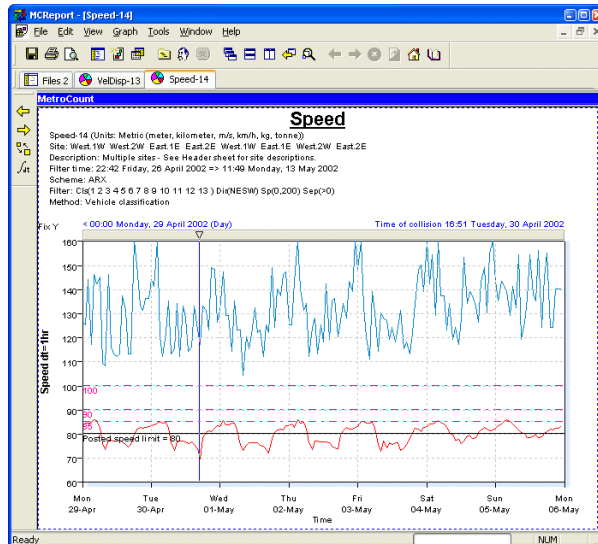 MCReport - [Speed-14]
File Edit View Graph Tools Window Help
Files 2 VelDisp-13 Speed-14
MetroCount
Speed
Speed-14 (Units: Metric (meter, kilometer, m/s, km/h, kg, tonne))
Site: West.1W West.2W East.1E East.2E West.1W West.2W East.1E East.2E
Description: Multiple sites - See Header sheet for site descriptions.
Filter time: 22:42 Friday, 26 April 2002 => 11:49 Monday, 13 May 2002
Scheme: ARX
Filter: Cls(1 2 3 4 5 6 7 8 9 10 11 12 13 ) Dir(NESW) Sp(0,200) Sep(>0)
Method: Vehicle classification
Fix Y < 00:00 Monday, 29 April 2002 (Day) Time of collision 16:51 Tuesday, 30 April 2002
160
150
140
130
120
110
100
90
80
70
60
Speed dt=1hr
100
90
85
Posted speed limit = 80
Mon Tue Wed Thu Fri Sat Sun Mon
29-Apr 30-Apr 01-May 02-May 03-May 04-May 05-May 06-May
Time
Ready NUM